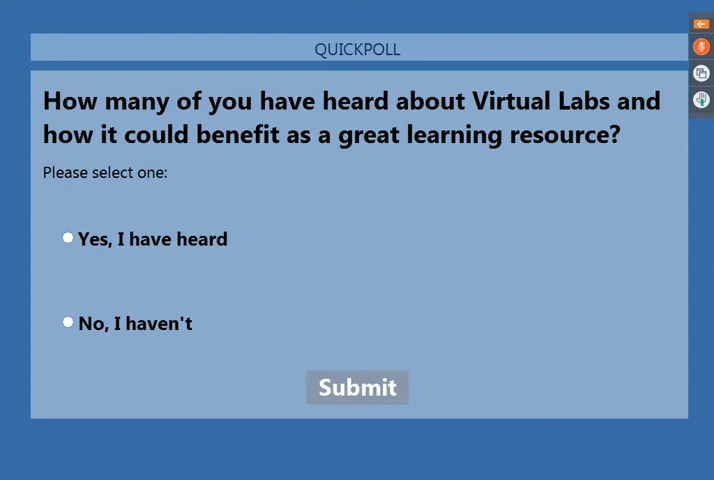 QUICKPOLL
How many of you have heard about Virtual Labs and
how it could benefit as a great learning resource?
Please select one:
Yes, I have heard
No, I haven't
Submit